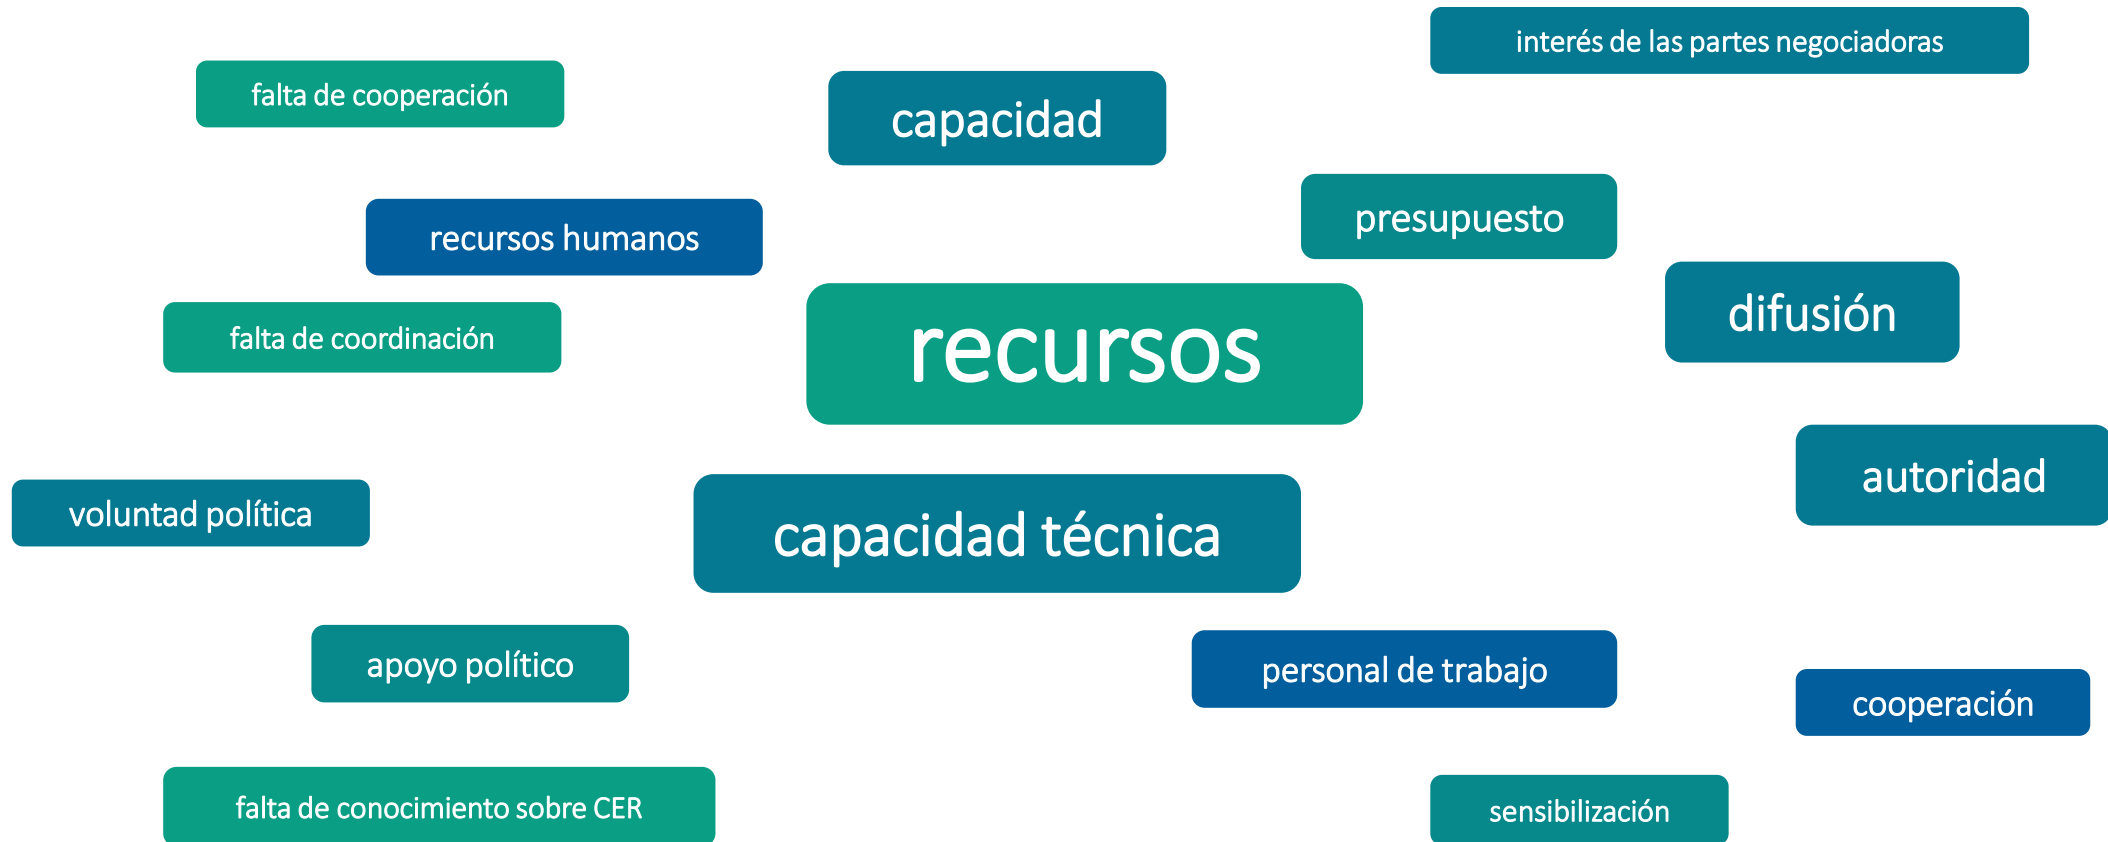 interés de las partes negociadoras
falta de cooperación
capacidad
presupuesto
recursos humanos
difusión
falta de coordinación
recursos
autoridad
voluntad política
capacidad técnica
apoyo político
personal de trabajo
cooperación
falta de conocimiento sobre CER
sensibilización